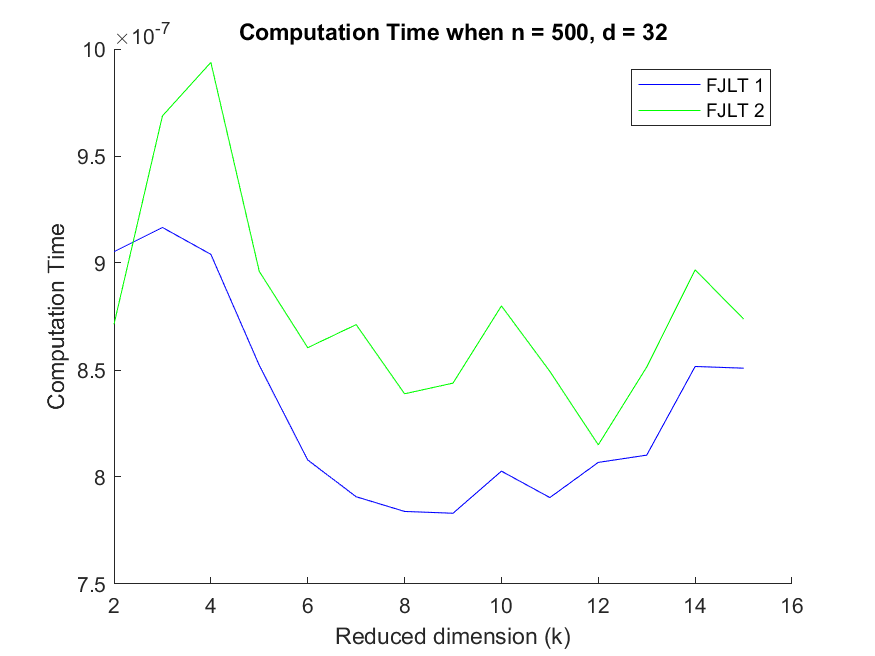 ×10-7
Computation Time when n = 500, d = 32
FJLT 1
FJLT 2
10
9.5
9
8.5
8
7.5
Computation Time
2 4 6 8 10 12 14 16
Reduced dimension (k)